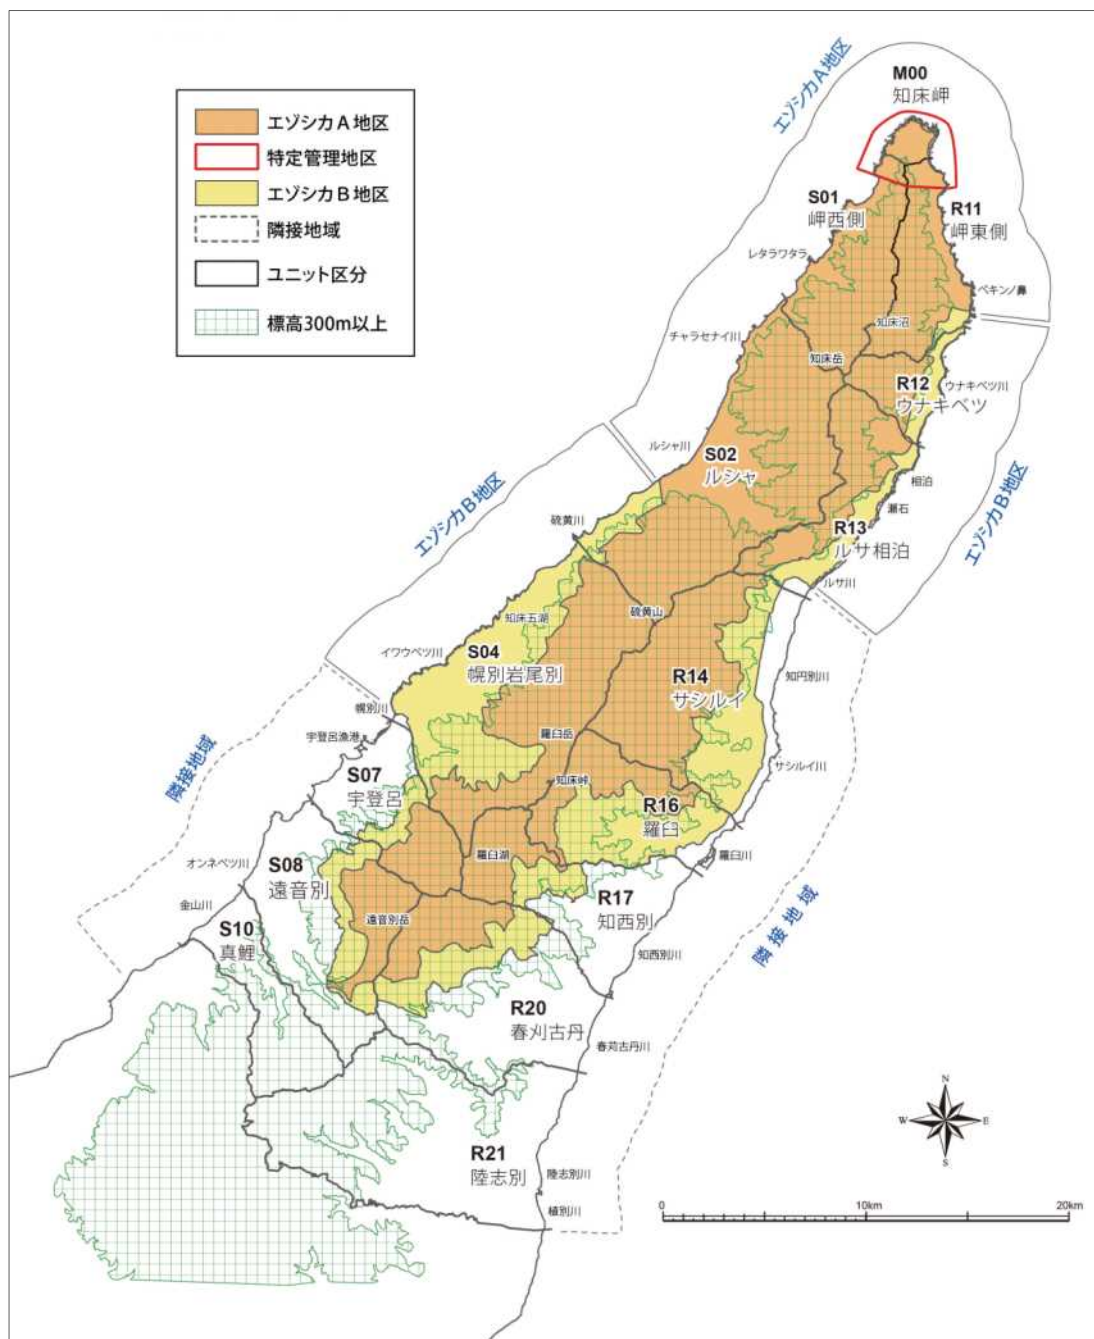 エゾシカA地区
特定管理地区
エゾシカB地区
隣接地域
ユニット区分
標高300m以上
エゾシカA地区
M00
知床岬
S01
岬西側
R11
岬東側
レタラワタラ
ペキンノ鼻
知床沼
チャラセナイ川
知床岳
R12
ウナキベツ
ウナキベツ川
ルシャ川
S02
ルシャ
相泊
瀬石
エゾシカB地区
エゾシカB地区
硫黄川
R13
ルサ相泊
ルサ川
知床五湖
硫黄山
イワウベツ川
S04
幌別岩尾別
R14
サシルイ
知円別川
幌別川
宇登呂漁港
羅臼岳
隣接地域
S07
宇登呂
知床峠
サシルイ川
R16
羅臼
羅臼湖
羅臼川
オンネベツ川
S08
遠音別
R17
知西別
金山川
遠音別岳
隣接地域
S10
真鯉
知西別川
R20
春刈古丹
春苅古丹川
R21
陸志別
陸志別川
植別川
N
W
E
S
0
10km
20km